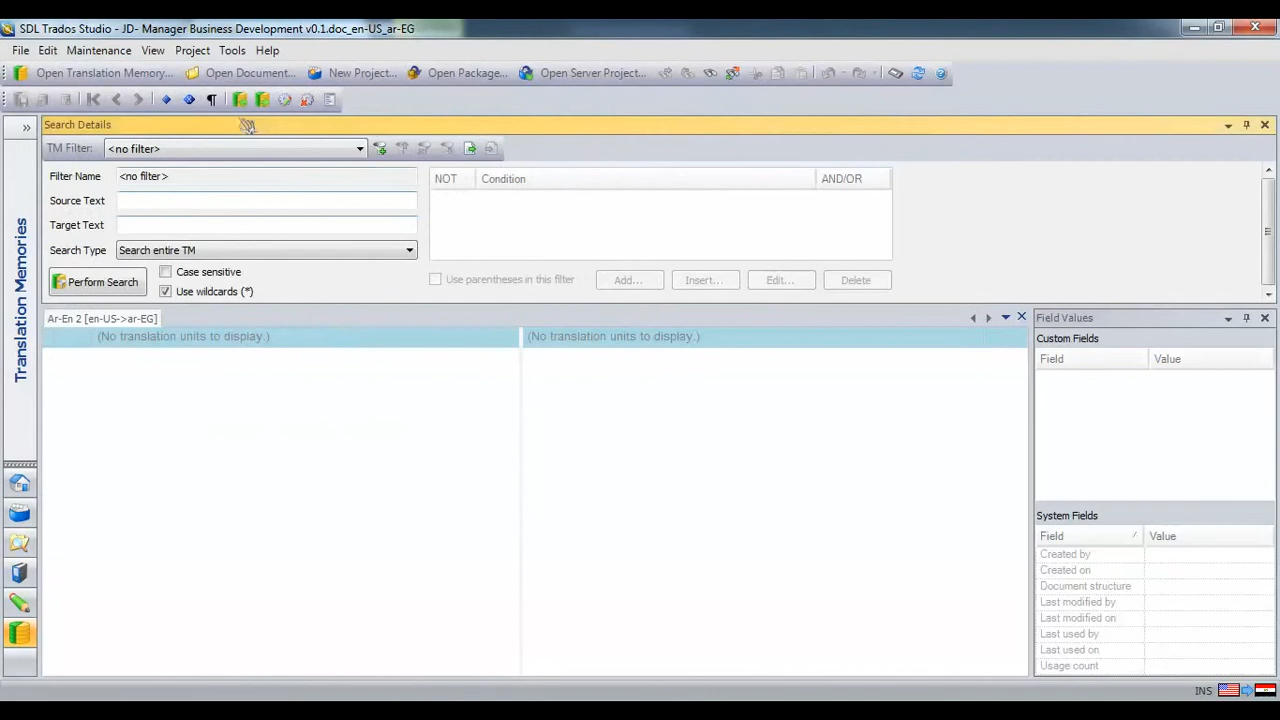 SDL Trados Studio - JD- Manager Business Development v0.1.doc_en-US_ar-EG
File Edit Maintenance View Project Tools Help
Open Translation Memory... Open Document... New Project... Open Package... Open Server Project...
Search Details
TM Filter: <no filter>
Filter Name <no filter>
Source Text
Target Text
Search Type Search entire TM
Case sensitive
Perform Search
Use wildcards (*)
NOT Condition AND/OR
Use parentheses in this filter Add... Insert... Edit... Delete
Translation Memories
Ar-En 2 [en-US->ar-EG]
(No translation units to display.) (No translation units to display.)
Field Values
Custom Fields
Field Value
System Fields
Field Value
Created by
Created on
Document structure
Last modified by
Last modified on
Last used by
Last used on
Usage count
INS